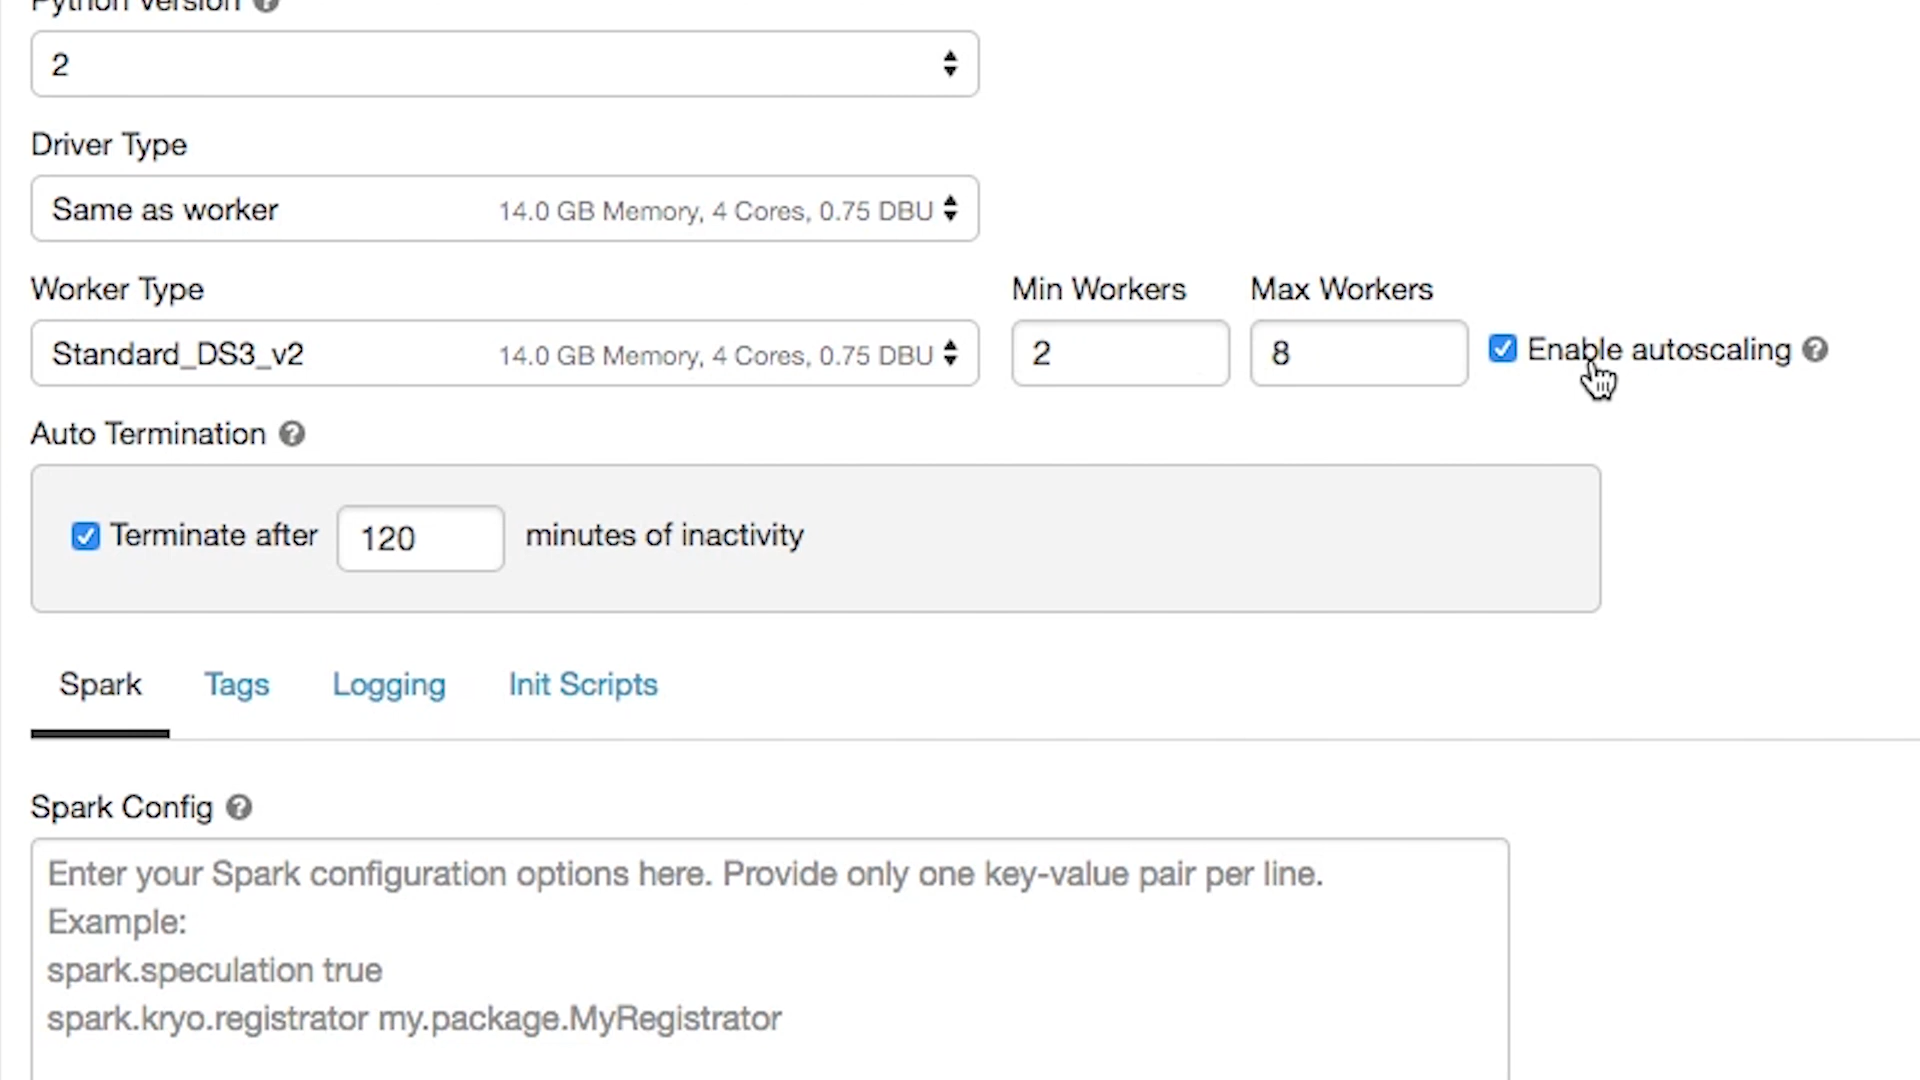 Python Version
2
Driver Type
Same as worker 14.0 GB Memory, 4 Cores, 0.75 DBU
Worker Type Min Workers Max Workers
Standard_DS3_v2 14.0 GB Memory, 4 Cores, 0.75 DBU 2 8 Enable autoscaling
Auto Termination
Terminate after 120 minutes of inactivity
Spark Tags Logging Init Scripts
Spark Config
Enter your Spark configuration options here. Provide only one key-value pair per line.
Example:
spark.speculation true
spark.kryo.registrator my.package.MyRegistrator